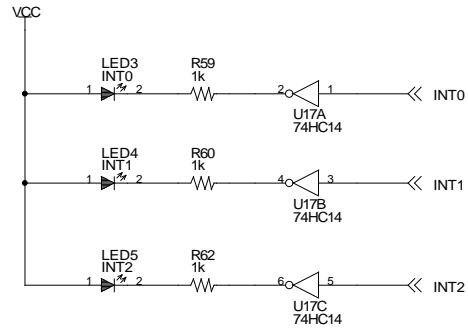 VCC
LED3
INT0
1
2
R59
1k
2
1
U17A
74HC14
INT0
LED4
INT1
1
2
R60
1k
4
3
U17B
74HC14
INT1
LED5
INT2
1
2
R62
1k
6
5
U17C
74HC14
INT2